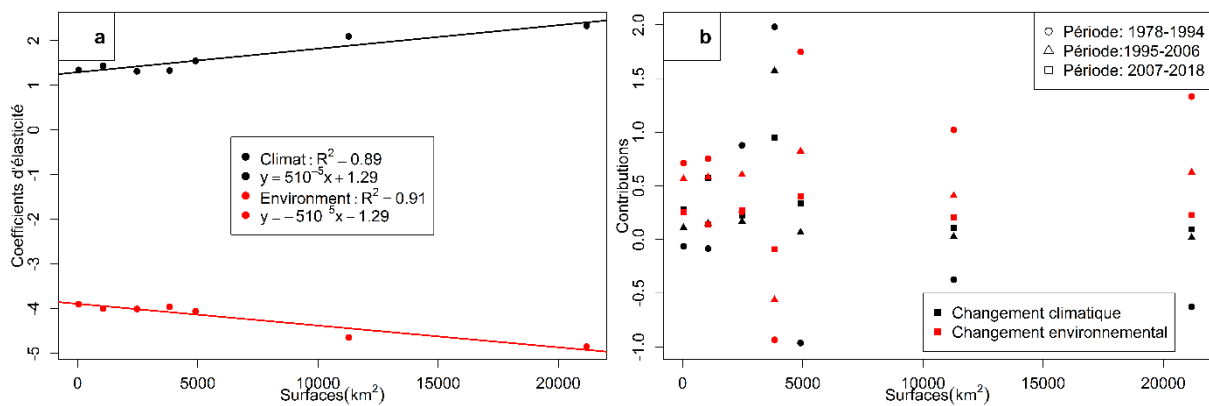 a
Coefficients d'élasticité
2
1
0
-1
-2
-3
-4
-5
Climat : R² − 0.89
y = 510⁻⁵x + 1.29
Environment : R² − 0.91
y = − 510 ⁵x − 1.29
0 5000 10000 15000 20000
Surfaces(km²)
b
Contributions
2.0
1.5
1.0
0.5
0.0
-0.5
-1.0
Période: 1978-1994
Période:1995-2006
Période: 2007-2018
Changement climatique
Changement environnemental
0 5000 10000 15000 20000
Surfaces(km²)